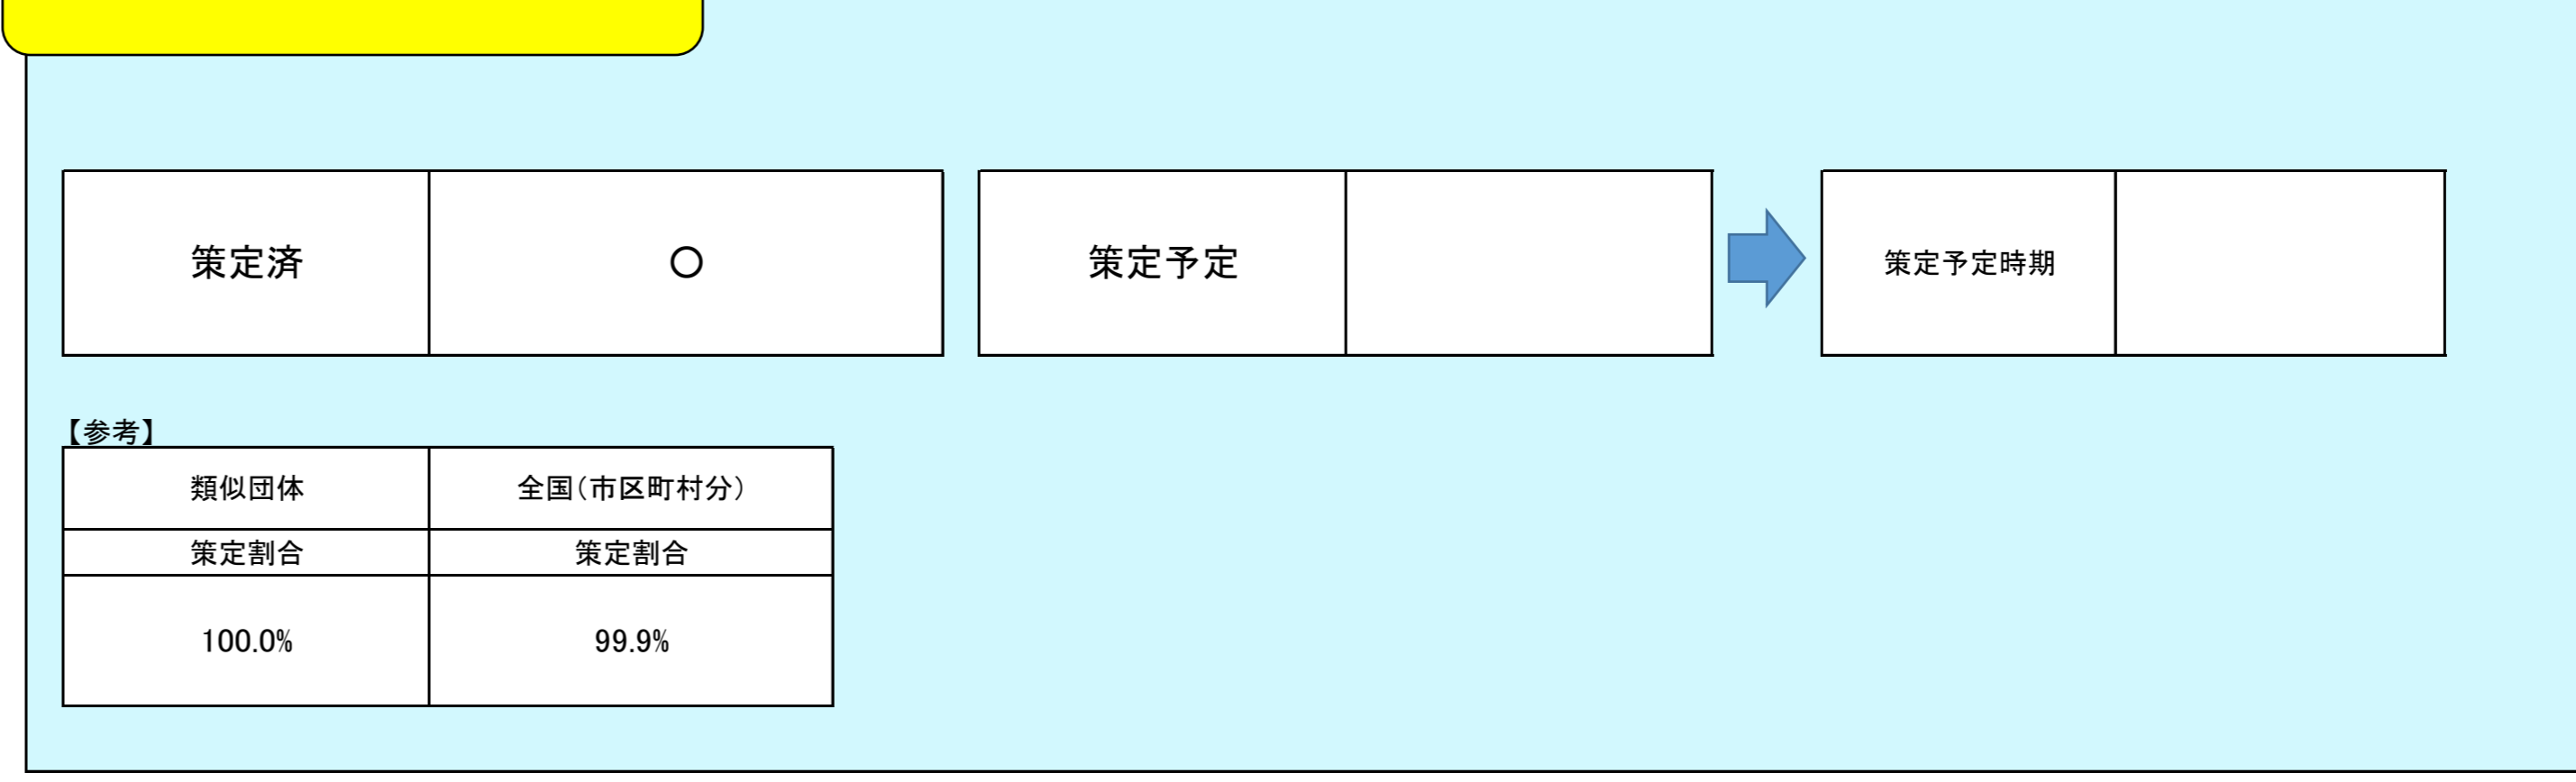 策定済 ○ 策定予定 策定予定時期
【参考】
類似団体 全国（市区町村分）
策定割合 策定割合
100.0% 99.9%